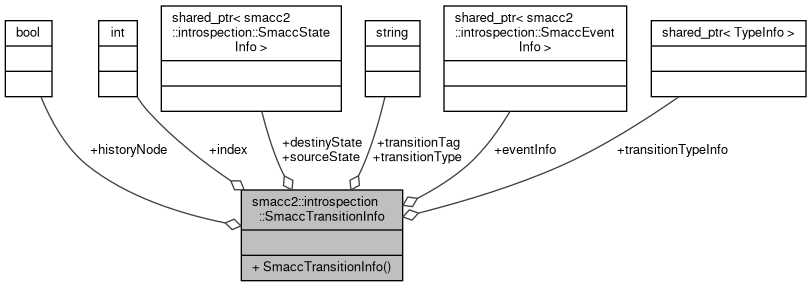 bool
int
shared_ptr< smacc2
::introspection::SmaccState
Info >
string
shared_ptr< smacc2
::introspection::SmaccEvent
Info >
shared_ptr< TypeInfo >
+historyNode
+index
+destinyState
+sourceState
+transitionTag
+transitionType
+eventInfo
+transitionTypeInfo
smacc2::introspection
::SmaccTransitionInfo
+ SmaccTransitionInfo()